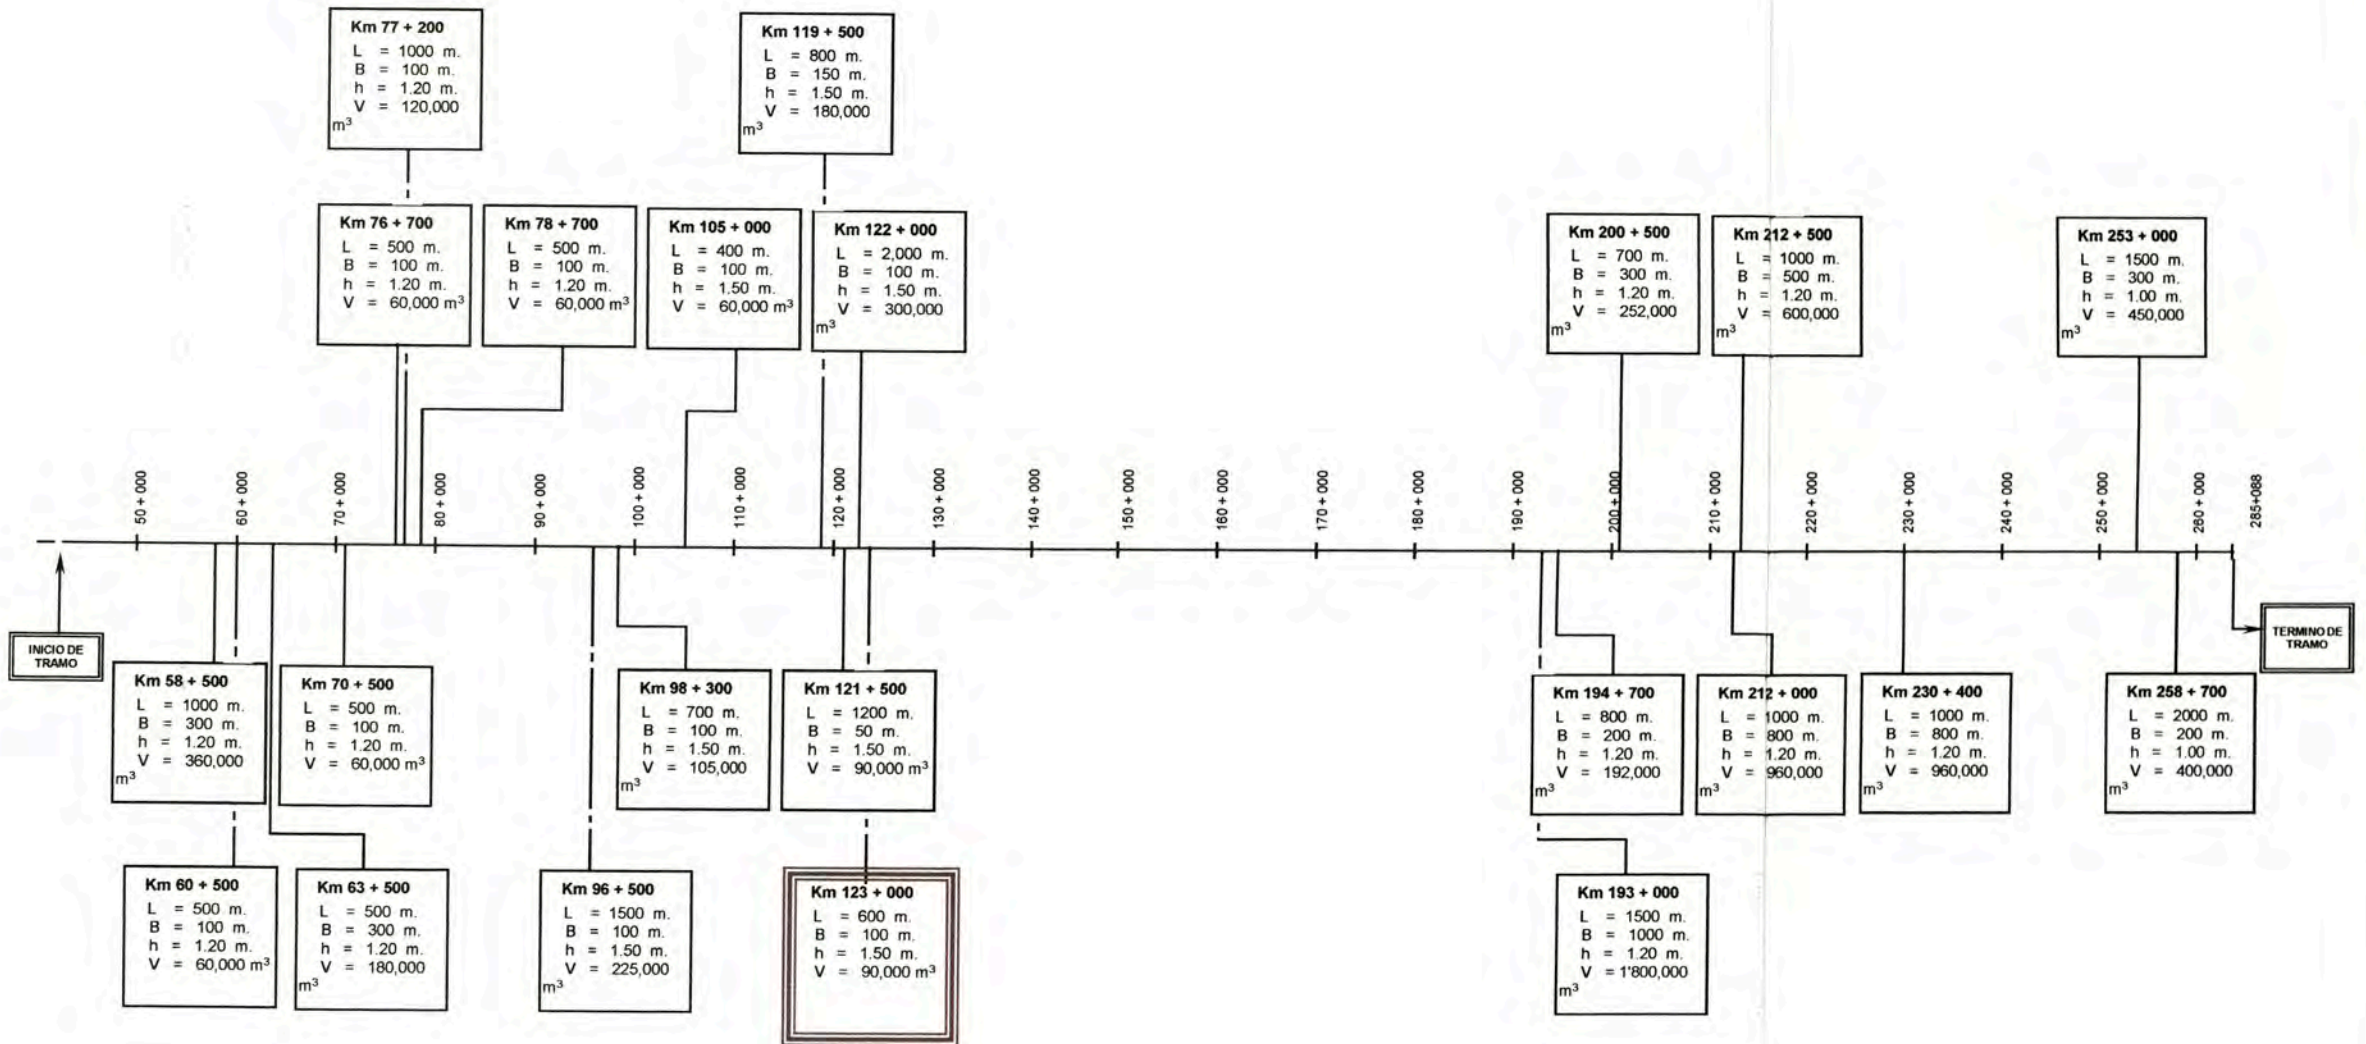 Km 77 + 200
L = 1000 m.
B = 100 m.
h = 1.20 m.
V = 120,000
m³
Km 119 + 500
L = 800 m.
B = 150 m.
h = 1.50 m.
V = 180,000
m³
Km 76 + 700
L = 500 m.
B = 100 m.
h = 1.20 m.
V = 60,000 m³
Km 78 + 700
L = 500 m.
B = 100 m.
h = 1.20 m.
V = 60,000 m³
Km 105 + 000
L = 400 m.
B = 100 m.
h = 1.50 m.
V = 60,000 m³
Km 122 + 000
L = 2,000 m.
B = 100 m.
h = 1.50 m.
V = 300,000
m³
Km 200 + 500
L = 700 m.
B = 300 m.
h = 1.20 m.
V = 252,000
m³
Km 212 + 500
L = 1000 m.
B = 500 m.
h = 1.20 m.
V = 600,000
m³
Km 253 + 000
L = 1500 m.
B = 300 m.
h = 1.00 m.
V = 450,000
m³
50 + 000
60 + 000
70 + 000
80 + 000
90 + 000
100 + 000
110 + 000
120 + 000
130 + 000
140 + 000
150 + 000
160 + 000
170 + 000
180 + 000
190 + 000
200 + 000
210 + 000
220 + 000
230 + 000
240 + 000
250 + 000
260 + 000
285+088
INICIO DE
TRAMO
TERMINO DE
TRAMO
Km 58 + 500
L = 1000 m.
B = 300 m.
h = 1.20 m.
V = 360,000
m³
Km 70 + 500
L = 500 m.
B = 100 m.
h = 1.20 m.
V = 60,000 m³
Km 98 + 300
L = 700 m.
B = 100 m.
h = 1.50 m.
V = 105,000
m³
Km 121 + 500
L = 1200 m.
B = 50 m.
h = 1.50 m.
V = 90,000 m³
Km 194 + 700
L = 800 m.
B = 200 m.
h = 1.20 m.
V = 192,000
m³
Km 212 + 000
L = 1000 m.
B = 800 m.
h = 1.20 m.
V = 960,000
m³
Km 230 + 400
L = 1000 m.
B = 800 m.
h = 1.20 m.
V = 960,000
m³
Km 258 + 700
L = 2000 m.
B = 200 m.
h = 1.00 m.
V = 400,000
m³
Km 60 + 500
L = 500 m.
B = 100 m.
h = 1.20 m.
V = 60,000 m³
Km 63 + 500
L = 500 m.
B = 300 m.
h = 1.20 m.
V = 180,000
m³
Km 96 + 500
L = 1500 m.
B = 100 m.
h = 1.50 m.
V = 225,000
m³
Km 123 + 000
L = 600 m.
B = 100 m.
h = 1.50 m.
V = 90,000 m³
Km 193 + 000
L = 1500 m.
B = 1000 m.
h = 1.20 m.
V = 1'800,000
m³